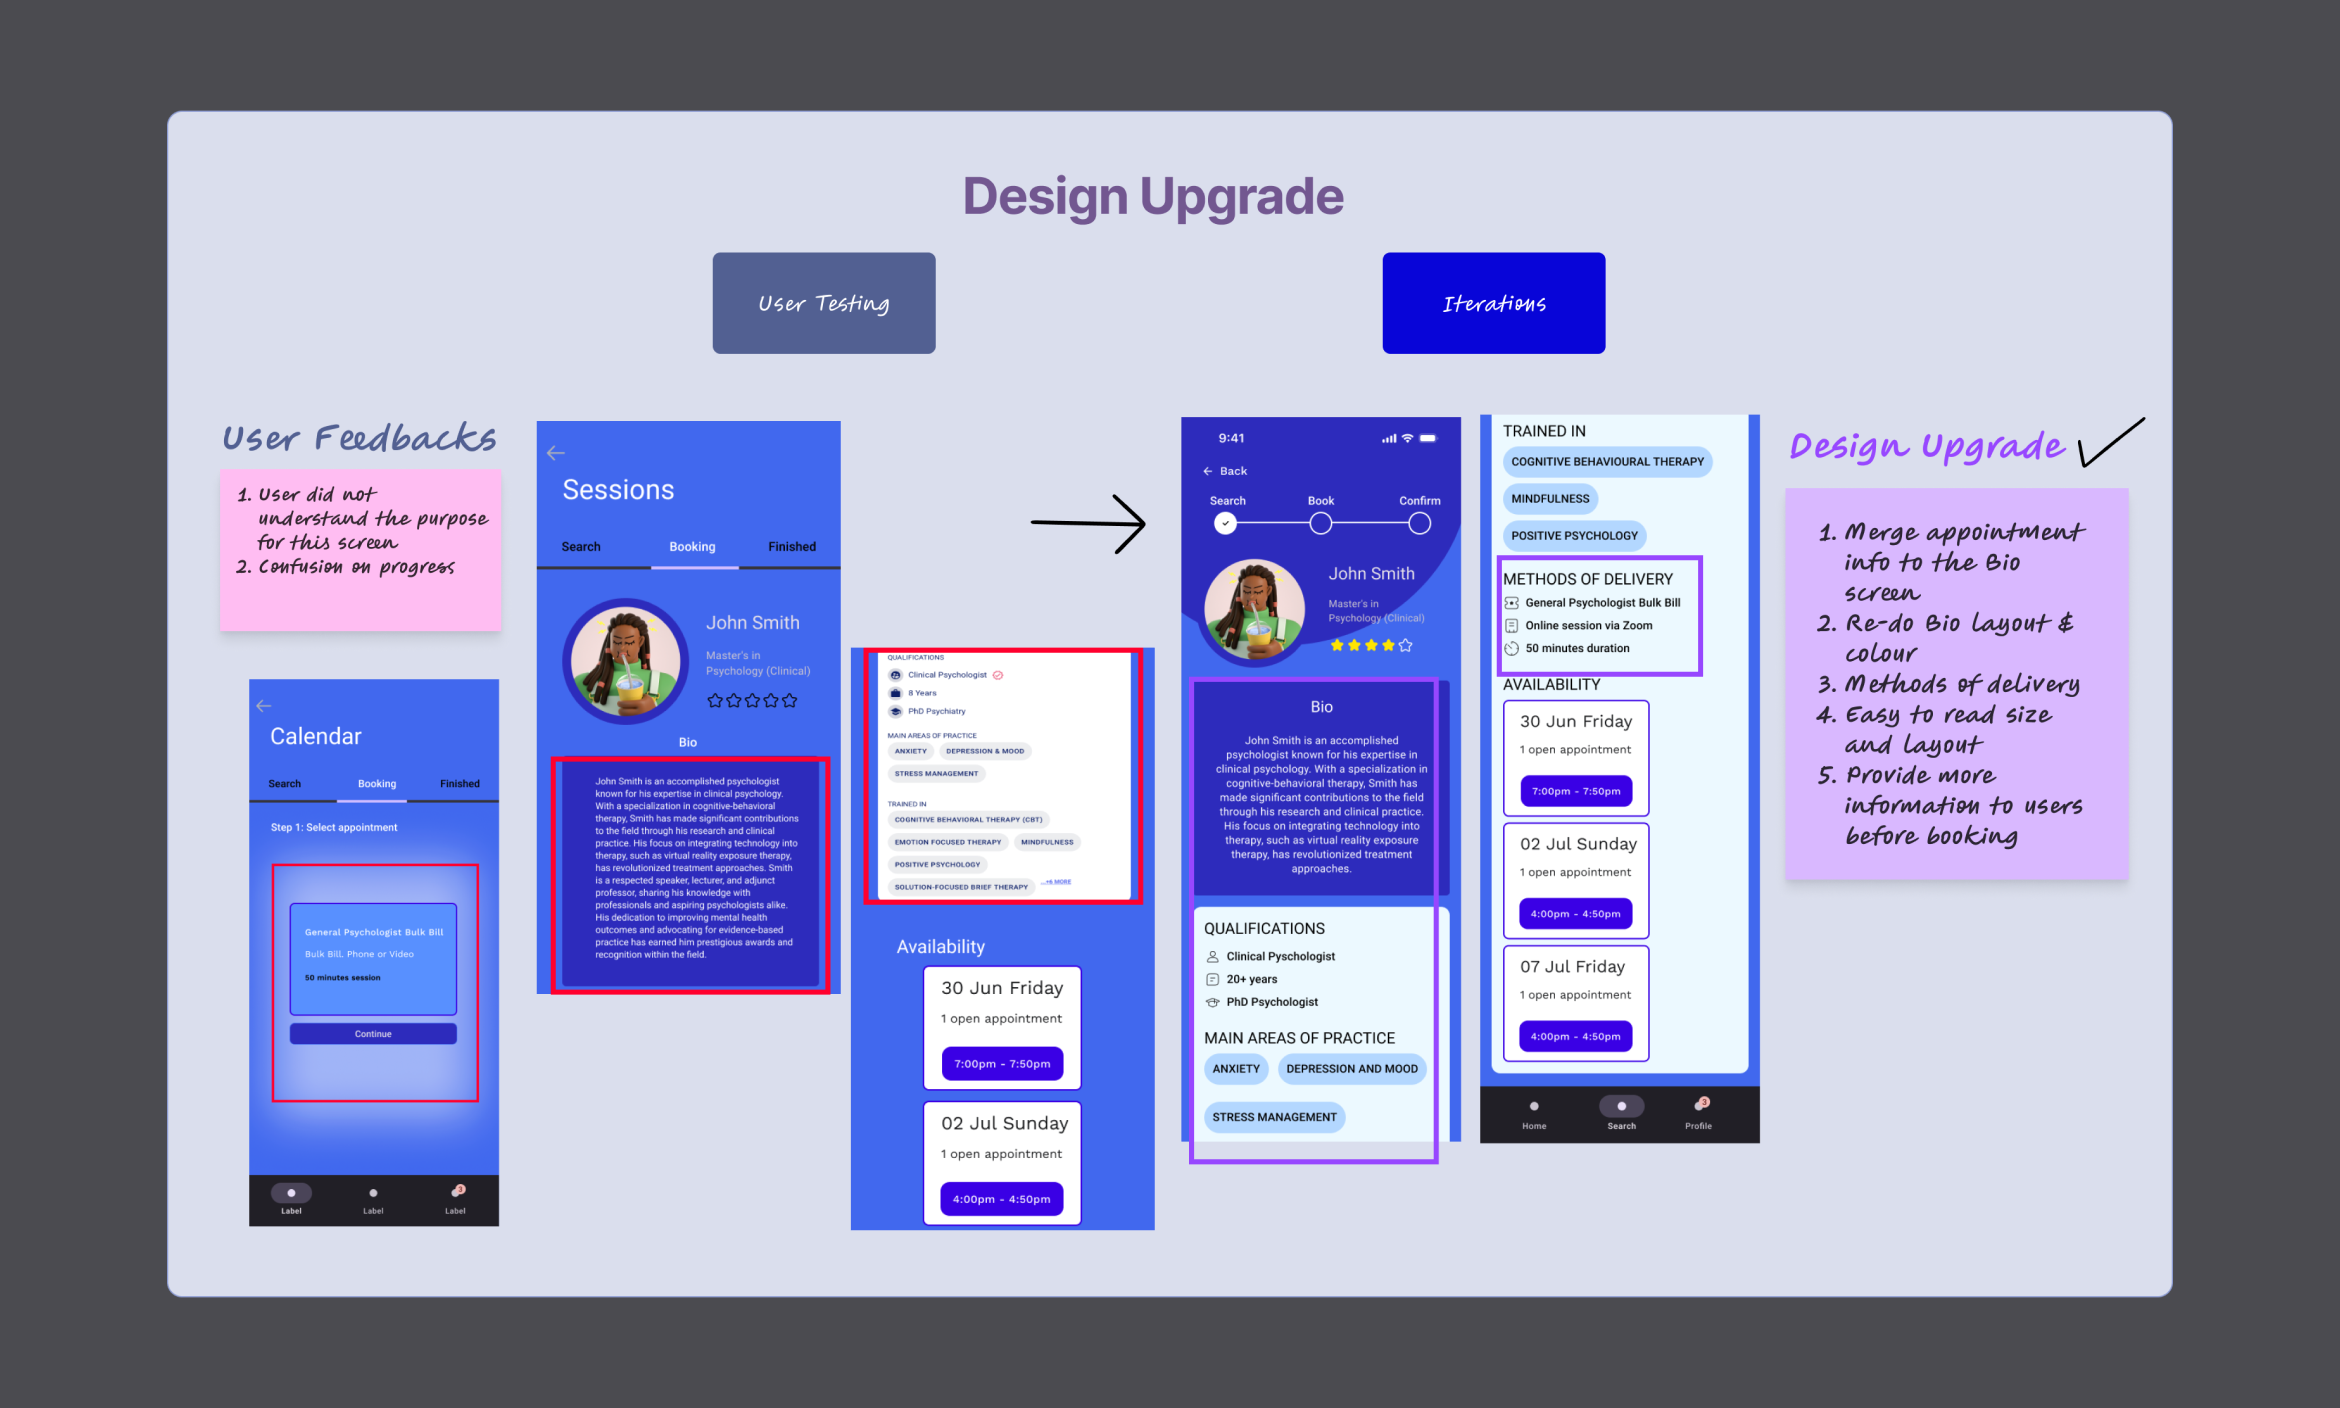 Design Upgrade
User Testing
Iterations
User Feedbacks
1. User did not
understand the purpose
for this screen
2. Confusion on progress
Calendar
Search Booking Finished
Step 1: Select appointment
General Psychologist Bulk Bill
Bulk Bill. Phone or Video
50 minutes session
Continue
3
Label Label Label
Sessions
Search Booking Finished
John Smith
Master's in
Psychology (Clinical)
Bio
John Smith is an accomplished psychologist
known for his expertise in clinical psychology.
With a specialization in cognitive-behavioral
therapy, Smith has made significant contributions
to the field through his research and clinical
practice. His focus on integrating technology into
therapy, such as virtual reality exposure therapy,
has revolutionized treatment approaches. Smith
is a respected speaker, lecturer, and adjunct
professor, sharing his knowledge with
professionals and aspiring psychologists alike.
His dedication to improving mental health
outcomes and advocating for evidence-based
practice has earned him prestigious awards and
recognition within the field.
QUALIFICATIONS
Clinical Psychologist
8 Years
PhD Psychiatry
MAIN AREAS OF PRACTICE
ANXIETY DEPRESSION & MOOD
STRESS MANAGEMENT
TRAINED IN
COGNITIVE BEHAVIORAL THERAPY (CBT)
EMOTION FOCUSED THERAPY MINDFULNESS
POSITIVE PSYCHOLOGY
SOLUTION-FOCUSED BRIEF THERAPY ...+6 MORE
Availability
30 Jun Friday
1 open appointment
7:00pm - 7:50pm
02 Jul Sunday
1 open appointment
4:00pm - 4:50pm
9:41
Back
Search Book Confirm
John Smith
Master's in
Psychology (Clinical)
Bio
John Smith is an accomplished
psychologist known for his expertise in
clinical psychology. With a specialization in
cognitive-behavioral therapy, Smith has
made significant contributions to the field
through his research and clinical practice.
His focus on integrating technology into
therapy, such as virtual reality exposure
therapy, has revolutionized treatment
approaches.
QUALIFICATIONS
Clinical Pyschologist
20+ years
PhD Psychologist
MAIN AREAS OF PRACTICE
ANXIETY DEPRESSION AND MOOD
STRESS MANAGEMENT
TRAINED IN
COGNITIVE BEHAVIOURAL THERAPY
MINDFULNESS
POSITIVE PSYCHOLOGY
METHODS OF DELIVERY
General Psychologist Bulk Bill
Online session via Zoom
50 minutes duration
AVAILABILITY
30 Jun Friday
1 open appointment
7:00pm - 7:50pm
02 Jul Sunday
1 open appointment
4:00pm - 4:50pm
07 Jul Friday
1 open appointment
4:00pm - 4:50pm
3
Home Search Profile
Design Upgrade
1. Merge appointment
info to the Bio
screen
2. Re-do Bio layout &
colour
3. Methods of delivery
4. Easy to read size
and layout
5. Provide more
information to users
before booking